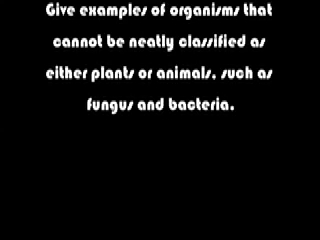 Give examples of organisms that
cannot be neatly classified as
either plants or animals, such as
fungus and bacteria.